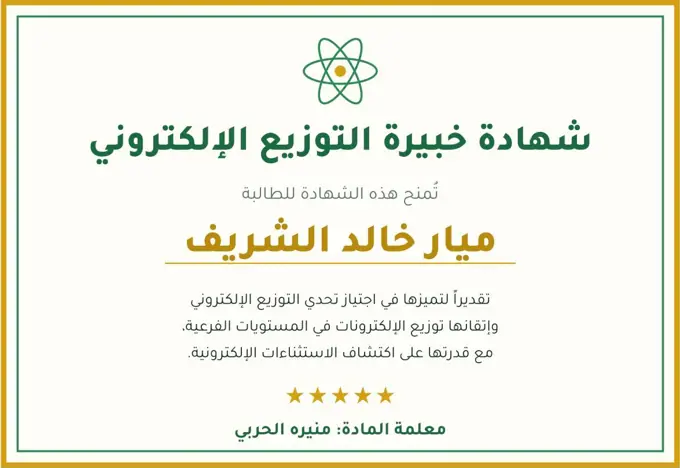 شهادة خبيرة التوزيع الإلكتروني
تُمنح هذه الشهادة للطالبة
ميار خالد الشريف
تقديراً لتميزها في اجتياز تحدي التوزيع الإلكتروني
وإتقانها توزيع الإلكترونات في المستويات الفرعية،
مع قدرتها على اكتشاف الاستثناءات الإلكترونية.
معلمة المادة: منيره الحربي